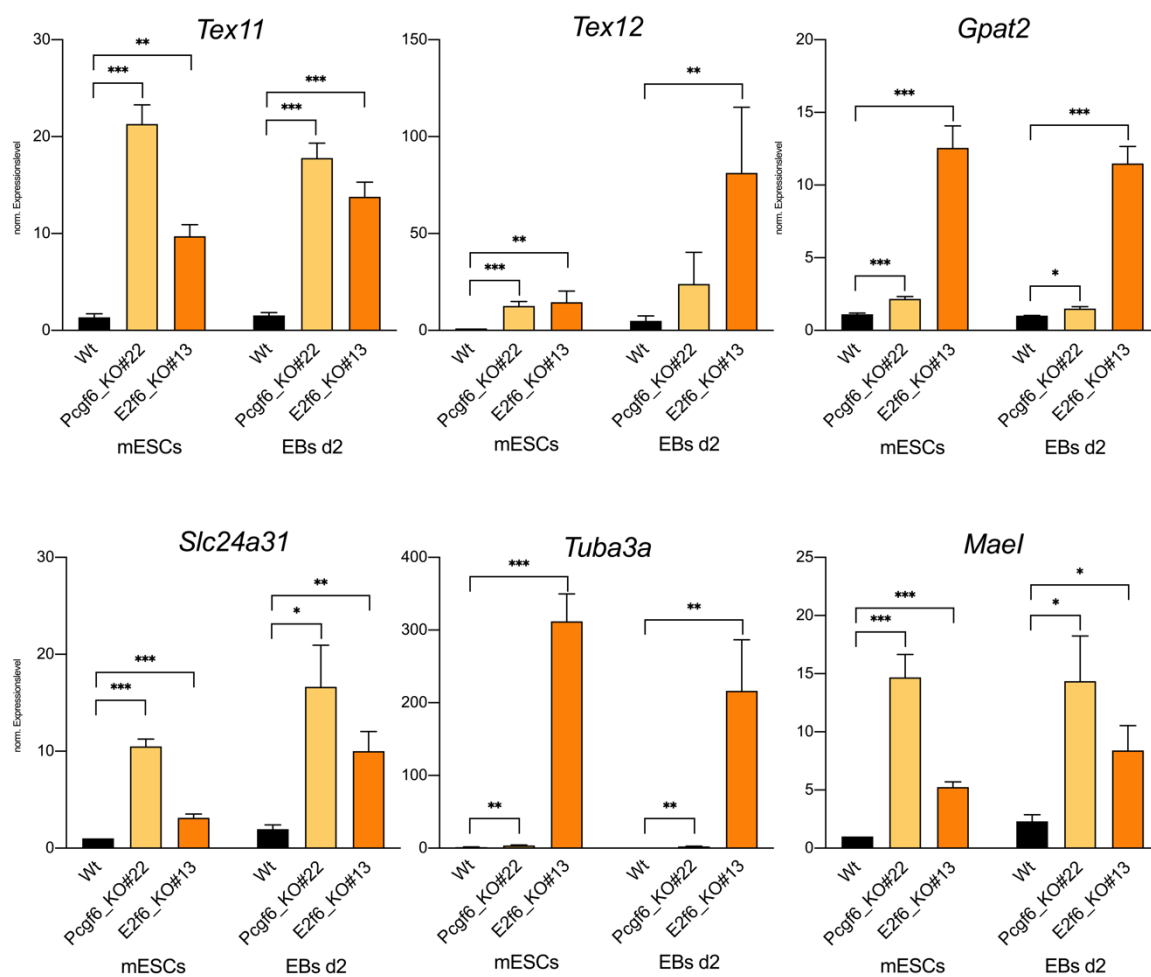 Tex11
norm. Expressionslevel
30
20
10
0
**
***
***
***
Wt
Pcgf6_KO#22
E2f6_KO#13
Wt
Pcgf6_KO#22
E2f6_KO#13
mESCs
EBs d2
Tex12
150
100
50
0
**
**
***
Wt
Pcgf6_KO#22
E2f6_KO#13
Wt
Pcgf6_KO#22
E2f6_KO#13
mESCs
EBs d2
Gpat2
norm. Expressionslevel
20
15
10
5
0
***
***
***
*
Wt
Pcgf6_KO#22
E2f6_KO#13
Wt
Pcgf6_KO#22
E2f6_KO#13
mESCs
EBs d2
Slc24a31
norm. Expressionslevel
30
20
10
0
**
*
***
***
Wt
Pcgf6_KO#22
E2f6_KO#13
Wt
Pcgf6_KO#22
E2f6_KO#13
mESCs
EBs d2
Tuba3a
400
300
200
100
0
***
**
**
**
Wt
Pcgf6_KO#22
E2f6_KO#13
Wt
Pcgf6_KO#22
E2f6_KO#13
mESCs
EBs d2
Mael
25
20
15
10
5
0
*
***
*
***
Wt
Pcgf6_KO#22
E2f6_KO#13
Wt
Pcgf6_KO#22
E2f6_KO#13
mESCs
EBs d2